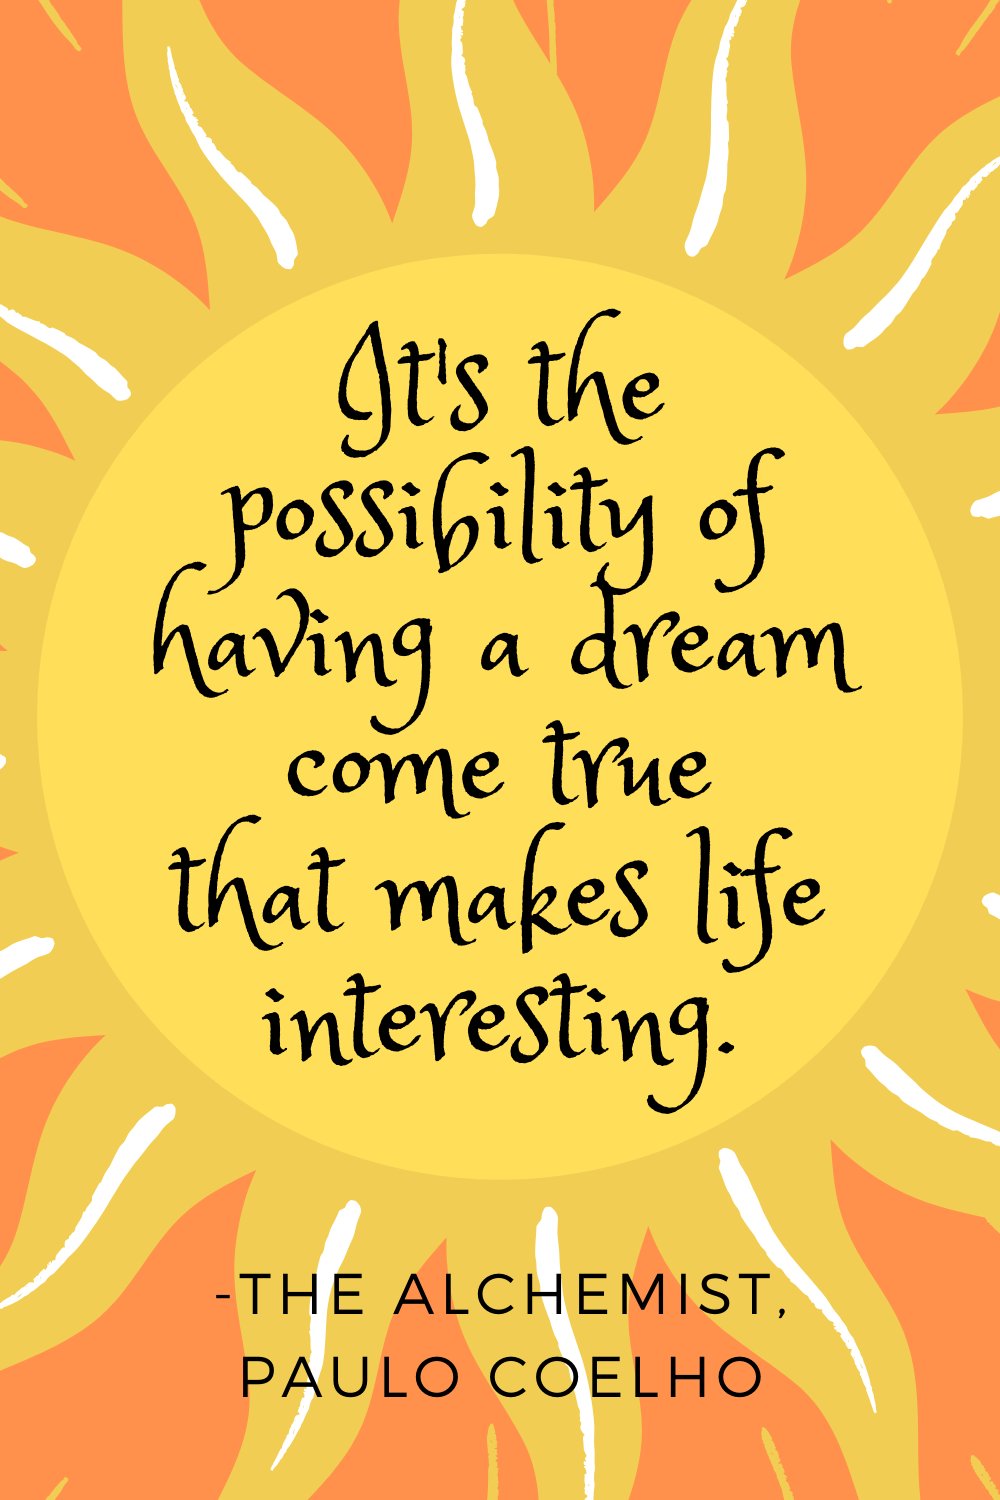 It's the
possibility of
having a dream
come true
that makes life
interesting.
-THE ALCHEMIST,
PAULO COELHO